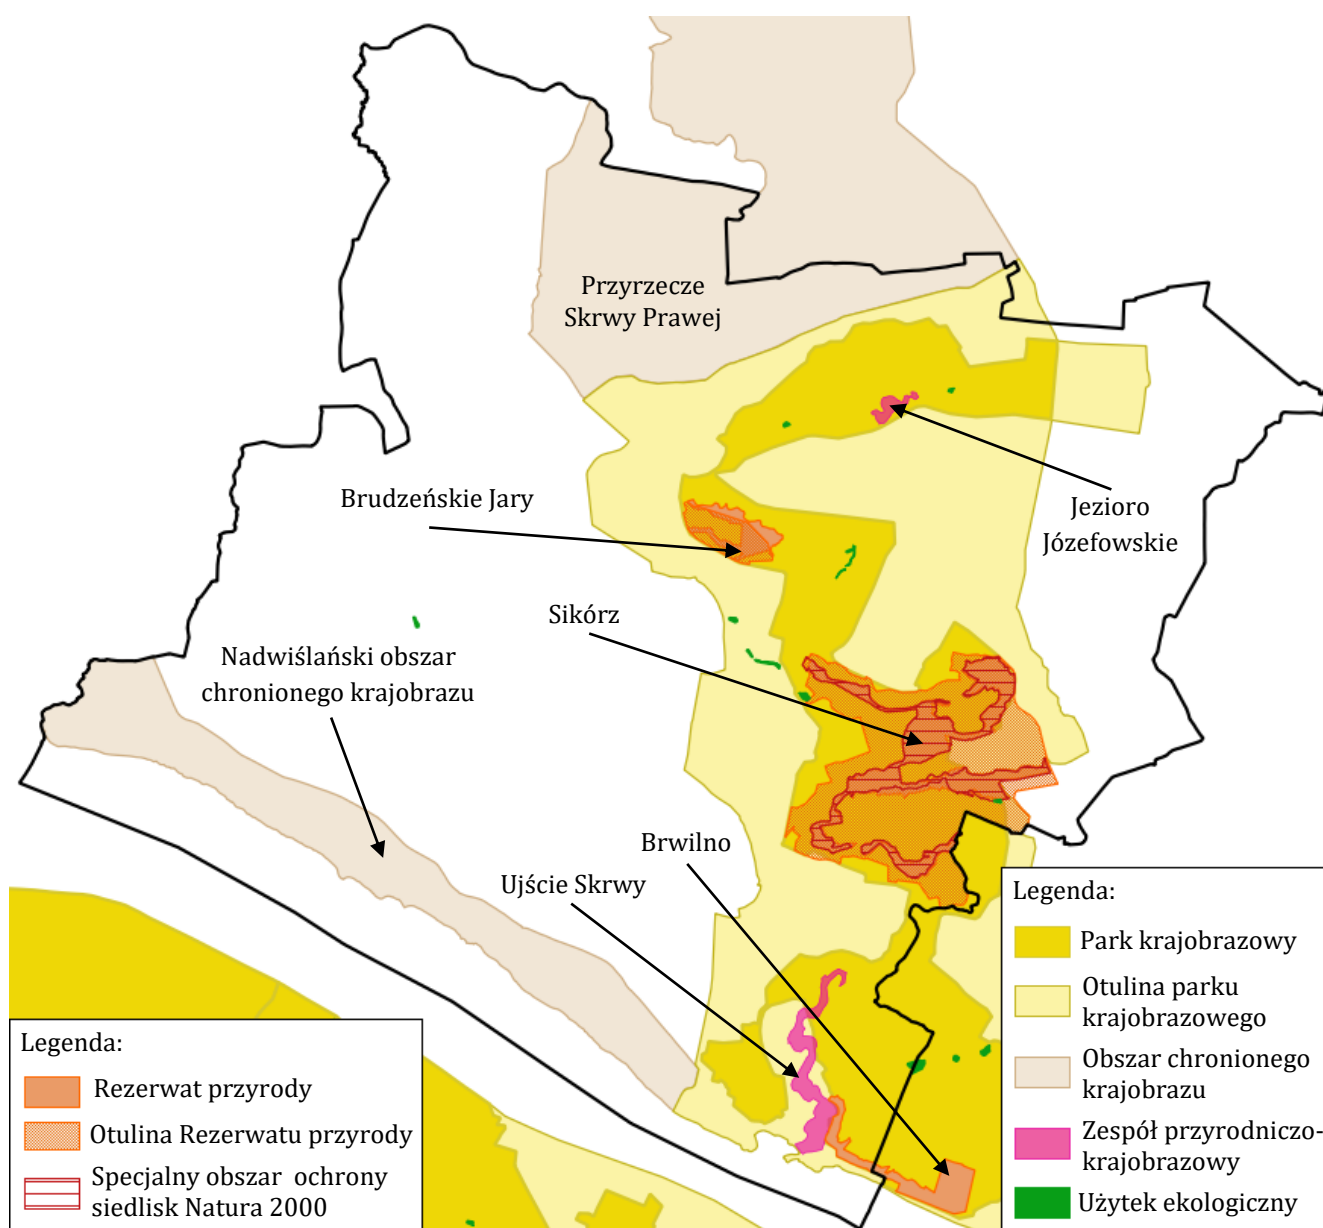 Przyrzecze
Skrwy Prawej
Brudzeńskie Jary
Jezioro
Józefowskie
Sikórz
Nadwiślański obszar
chronionego krajobrazu
Brwilno
Ujście Skrwy
Legenda:
Rezerwat przyrody
Otulina Rezerwatu przyrody
Specjalny obszar ochrony
siedlisk Natura 2000
Legenda:
Park krajobrazowy
Otulina parku
krajobrazowego
Obszar chronionego
krajobrazu
Zespół przyrodniczo-
krajobrazowy
Użytek ekologiczny